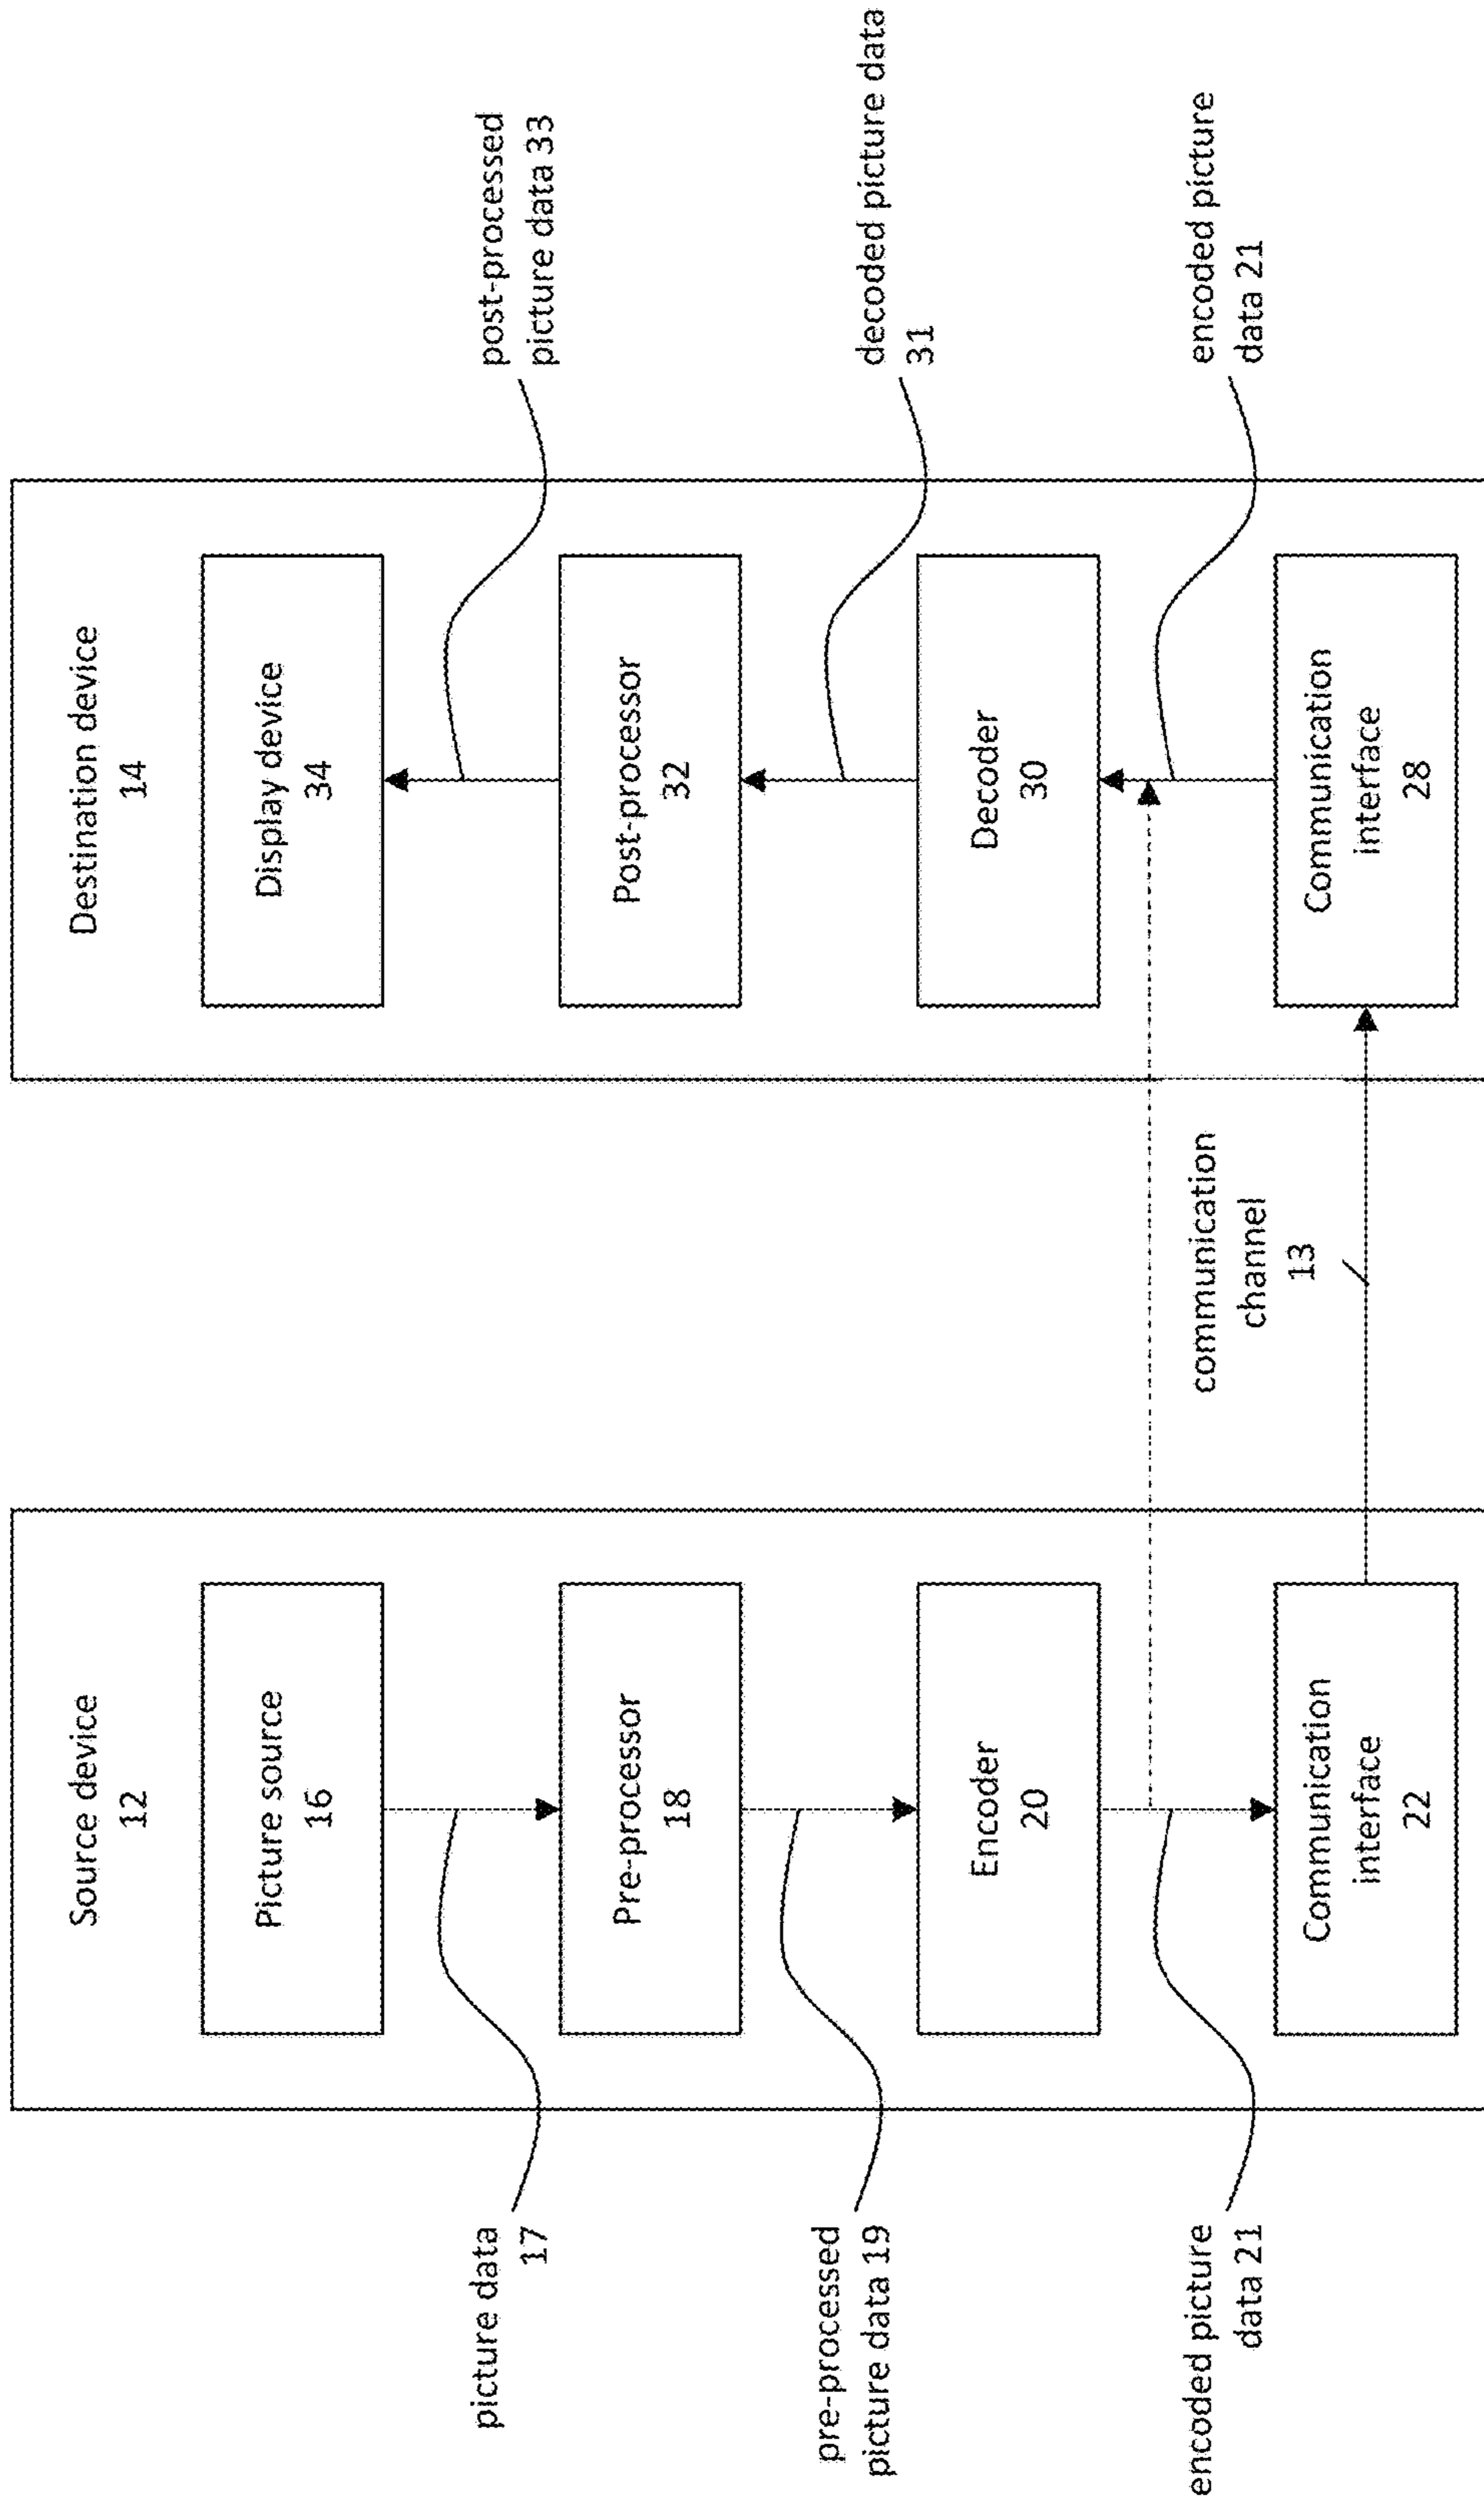 Source device
12
Picture source
16
picture data
17
Pre-processor
18
pre-processed
picture data 19
Encoder
20
encoded picture
data 21
Communication
interface
22
communication
channel
13
Destination device
14
Display device
34
post-processed
picture data 33
Post-processor
32
decoded picture data
31
Decoder
30
encoded picture
data 21
Communication
interface
28